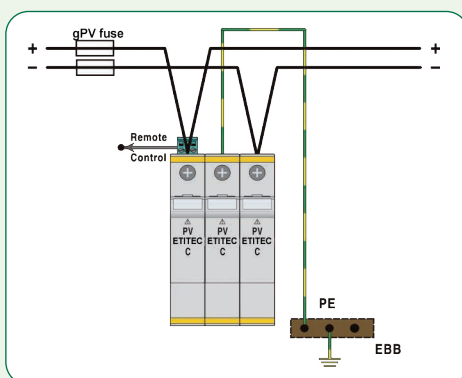 gPV fuse
+ +
− −
Remote
Control
PV PV PV
ETITEC ETITEC ETITEC
C C C
PE
EBB